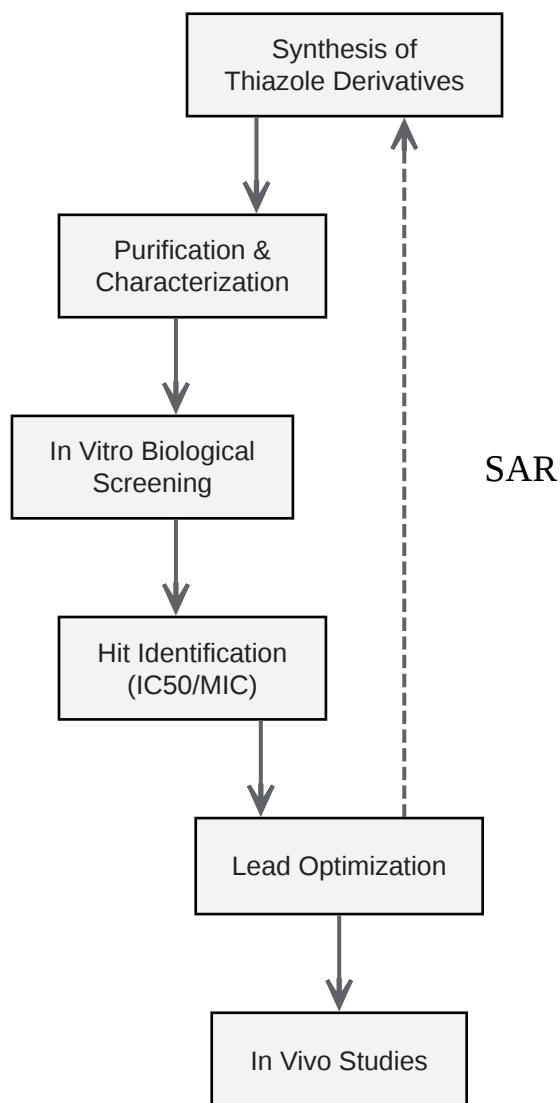 Synthesis of
Thiazole Derivatives
Purification &
Characterization
In Vitro Biological
Screening
SAR
Hit Identification
(IC50/MIC)
Lead Optimization
In Vivo Studies